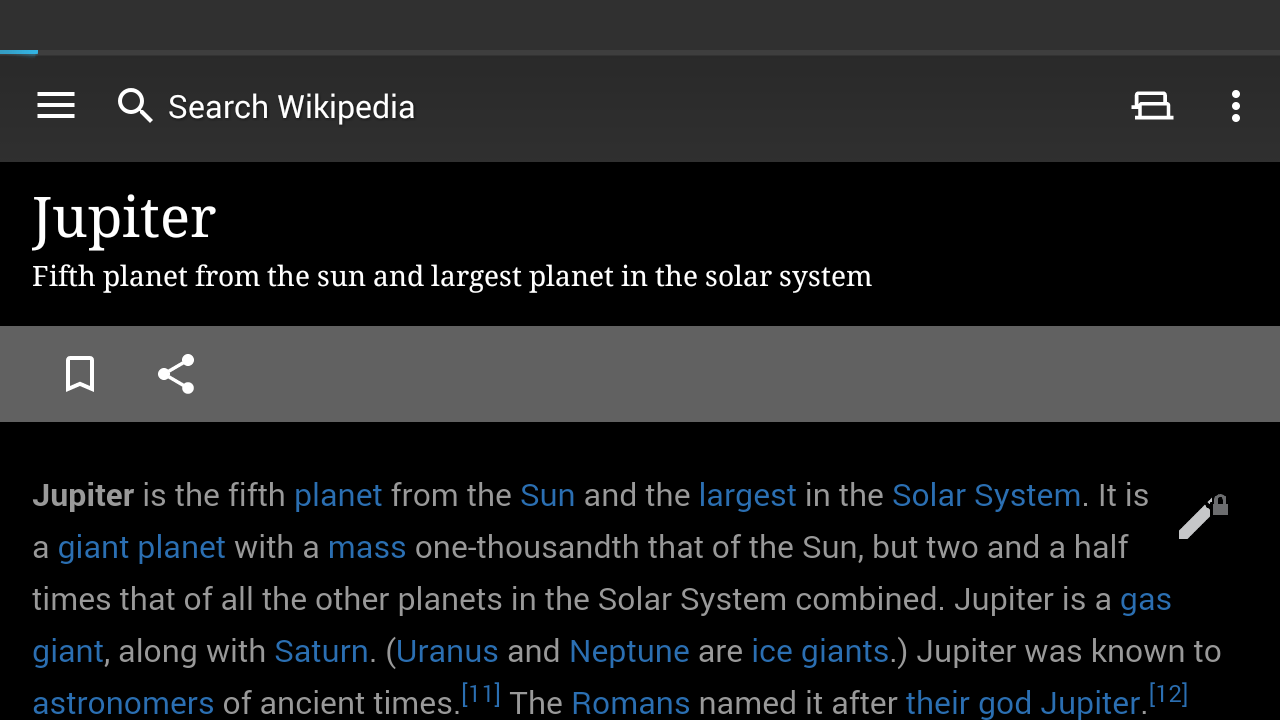 Search Wikipedia
Jupiter
Fifth planet from the sun and largest planet in the solar system
Jupiter is the fifth planet from the Sun and the largest in the Solar System. It is
a giant planet with a mass one-thousandth that of the Sun, but two and a half
times that of all the other planets in the Solar System combined. Jupiter is a gas
giant, along with Saturn. (Uranus and Neptune are ice giants.) Jupiter was known to
astronomers of ancient times.[11] The Romans named it after their god Jupiter.[12]